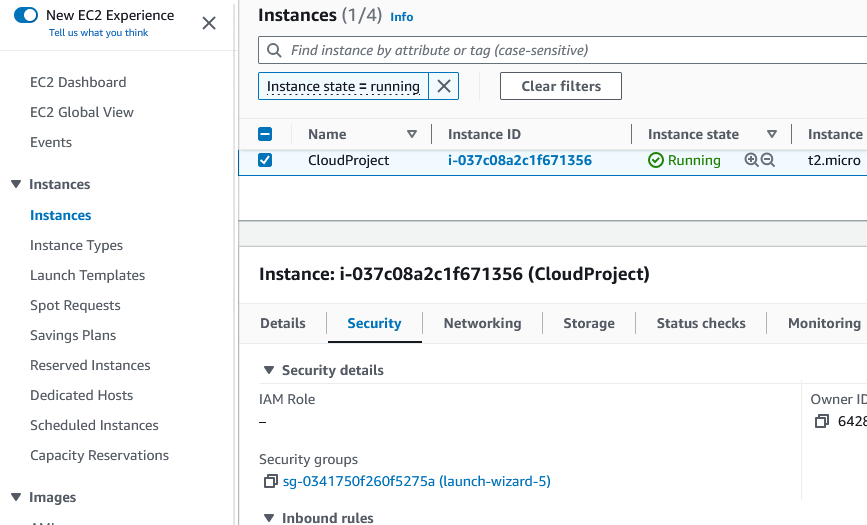 New EC2 Experience
Tell us what you think
EC2 Dashboard
EC2 Global View
Events
Instances
Instances
Instance Types
Launch Templates
Spot Requests
Savings Plans
Reserved Instances
Dedicated Hosts
Scheduled Instances
Capacity Reservations
Images
Instances (1/4) Info
Find instance by attribute or tag (case-sensitive)
Instance state = running
Clear filters
Name Instance ID Instance state Instance
CloudProject i-037c08a2c1f671356 Running t2.micro
Instance: i-037c08a2c1f671356 (CloudProject)
Details Security Networking Storage Status checks Monitoring
Security details
IAM Role Owner ID
– 6428
Security groups
sg-0341750f260f5275a (launch-wizard-5)
Inbound rules